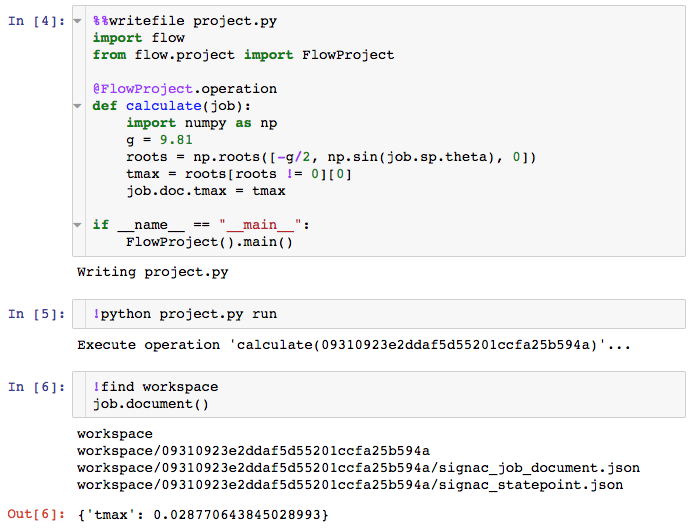 In [4]: %%writefile project.py
import flow
from flow.project import FlowProject
@FlowProject.operation
def calculate(job):
    import numpy as np
    g = 9.81
    roots = np.roots([-g/2, np.sin(job.sp.theta), 0])
    tmax = roots[roots != 0][0]
    job.doc.tmax = tmax
if __name__ == "__main__":
    FlowProject().main()
Writing project.py
In [5]: !python project.py run
Execute operation 'calculate(09310923e2ddaf5d55201ccfa25b594a)'...
In [6]: !find workspace
job.document()
workspace
workspace/09310923e2ddaf5d55201ccfa25b594a
workspace/09310923e2ddaf5d55201ccfa25b594a/signac_job_document.json
workspace/09310923e2ddaf5d55201ccfa25b594a/signac_statepoint.json
Out[6]: {'tmax': 0.028770643845028993}